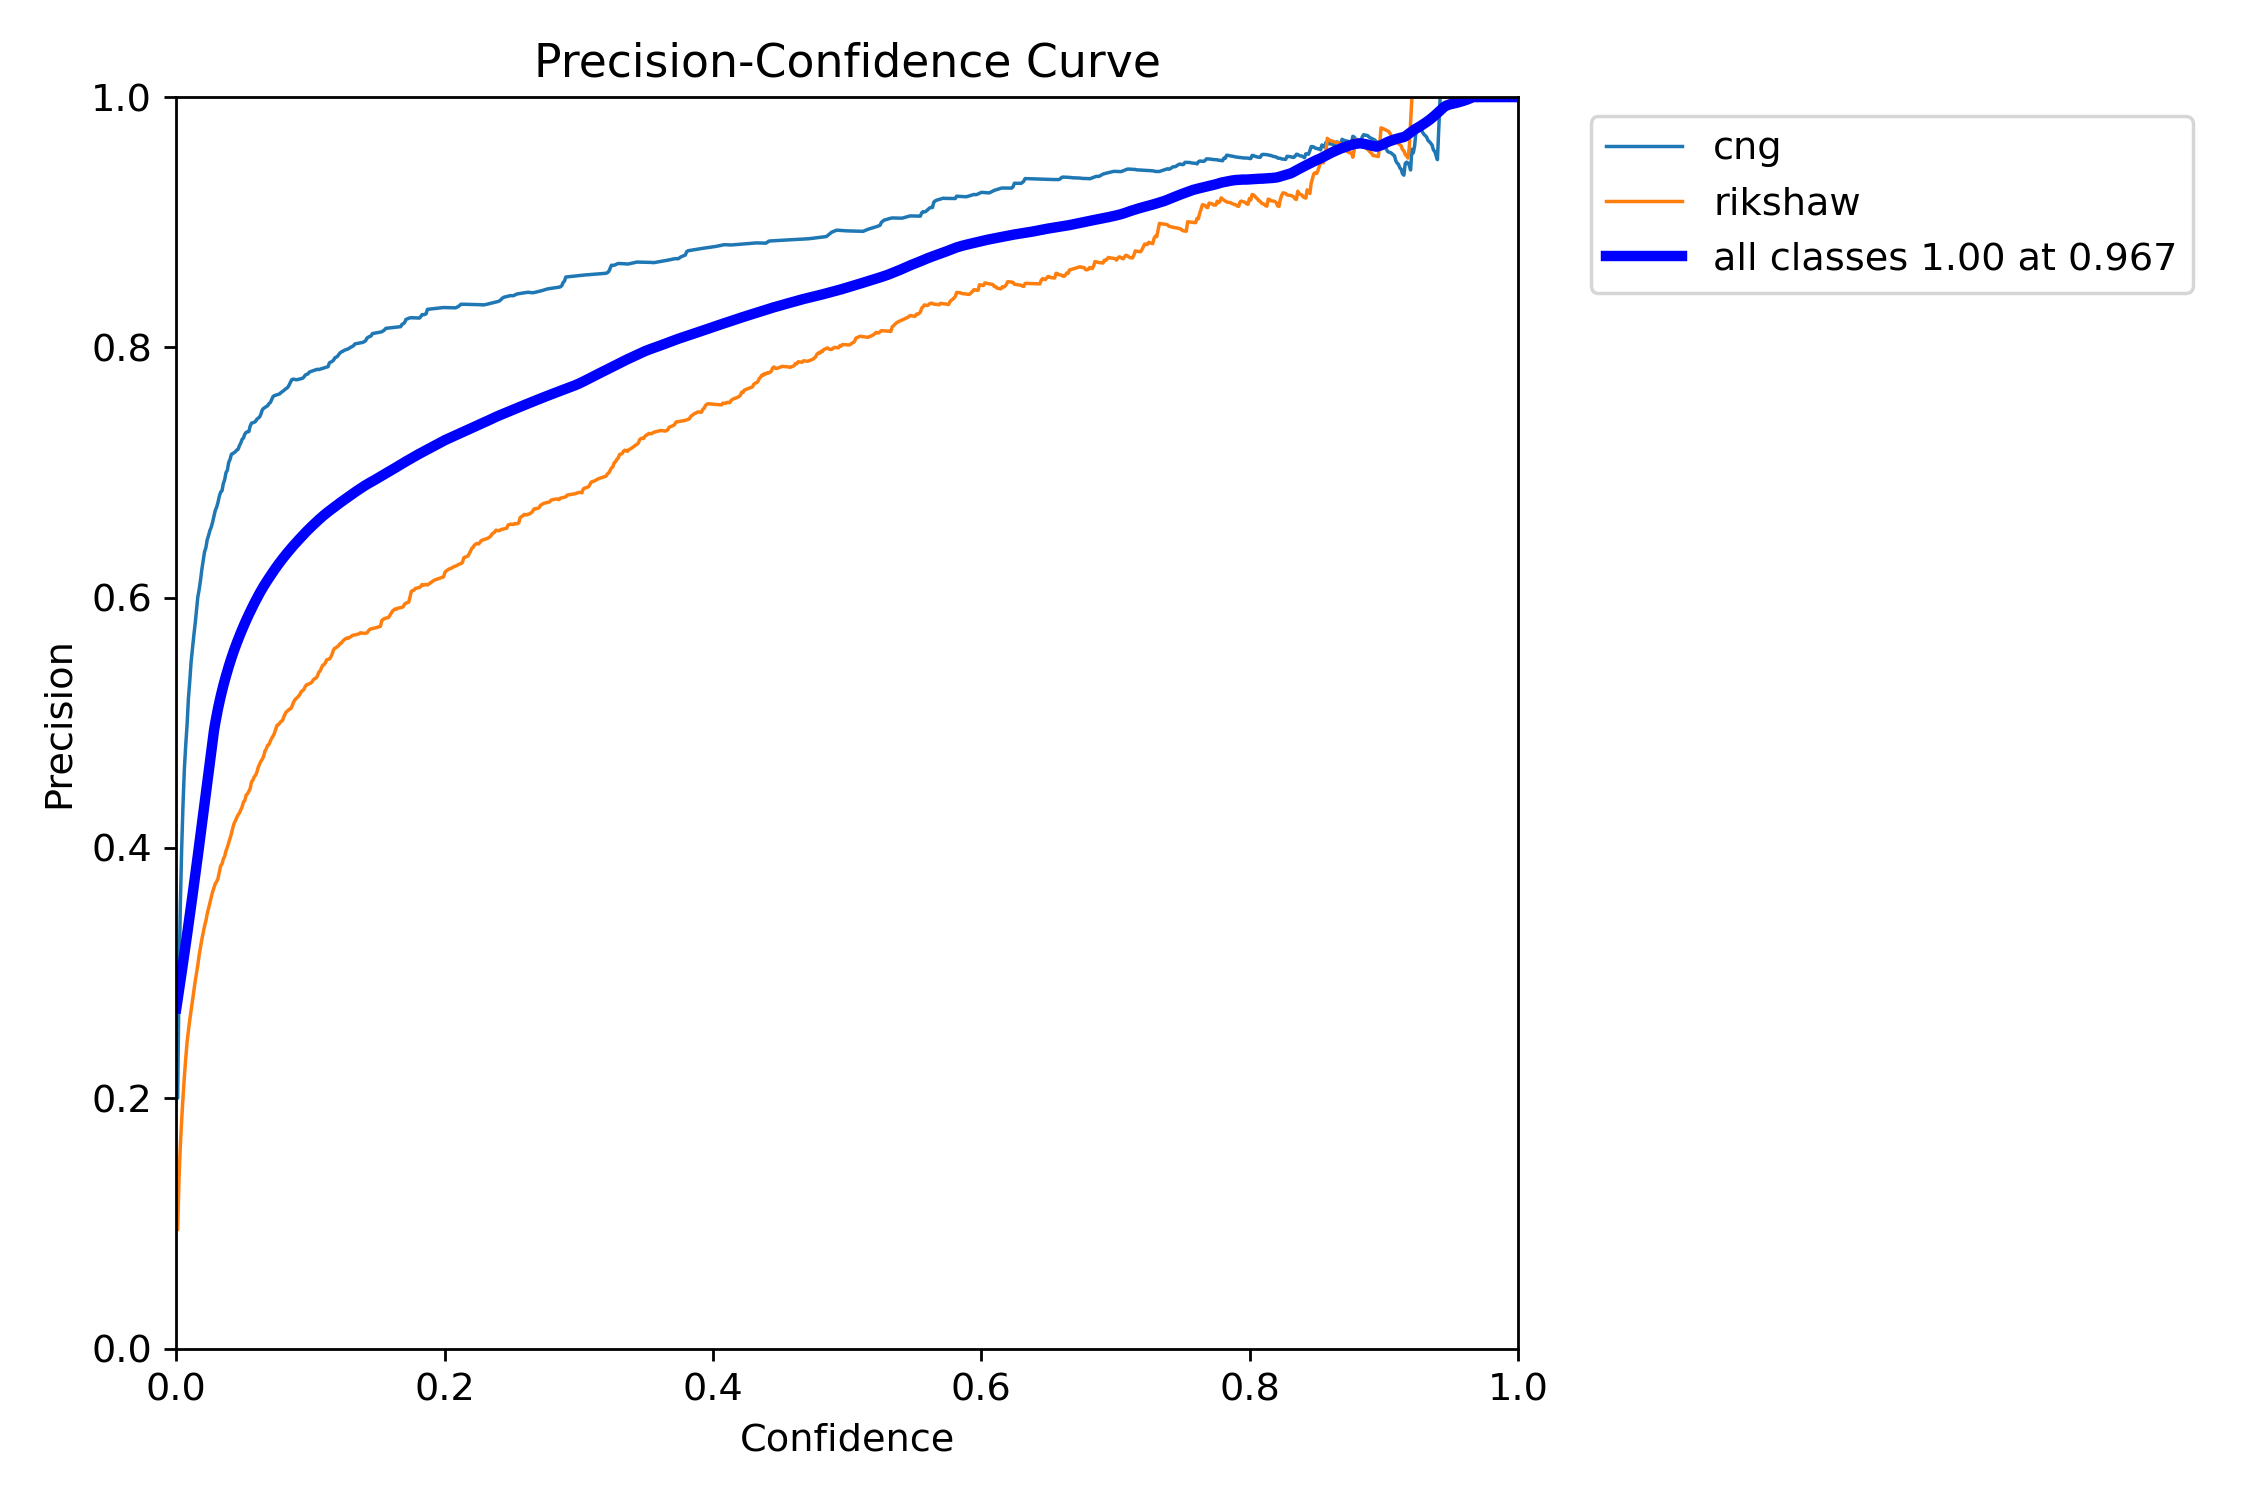 Precision-Confidence Curve
1.0
0.8
0.6
0.4
0.2
0.0
Precision
0.0 0.2 0.4 0.6 0.8 1.0
Confidence
cng
rikshaw
all classes 1.00 at 0.967